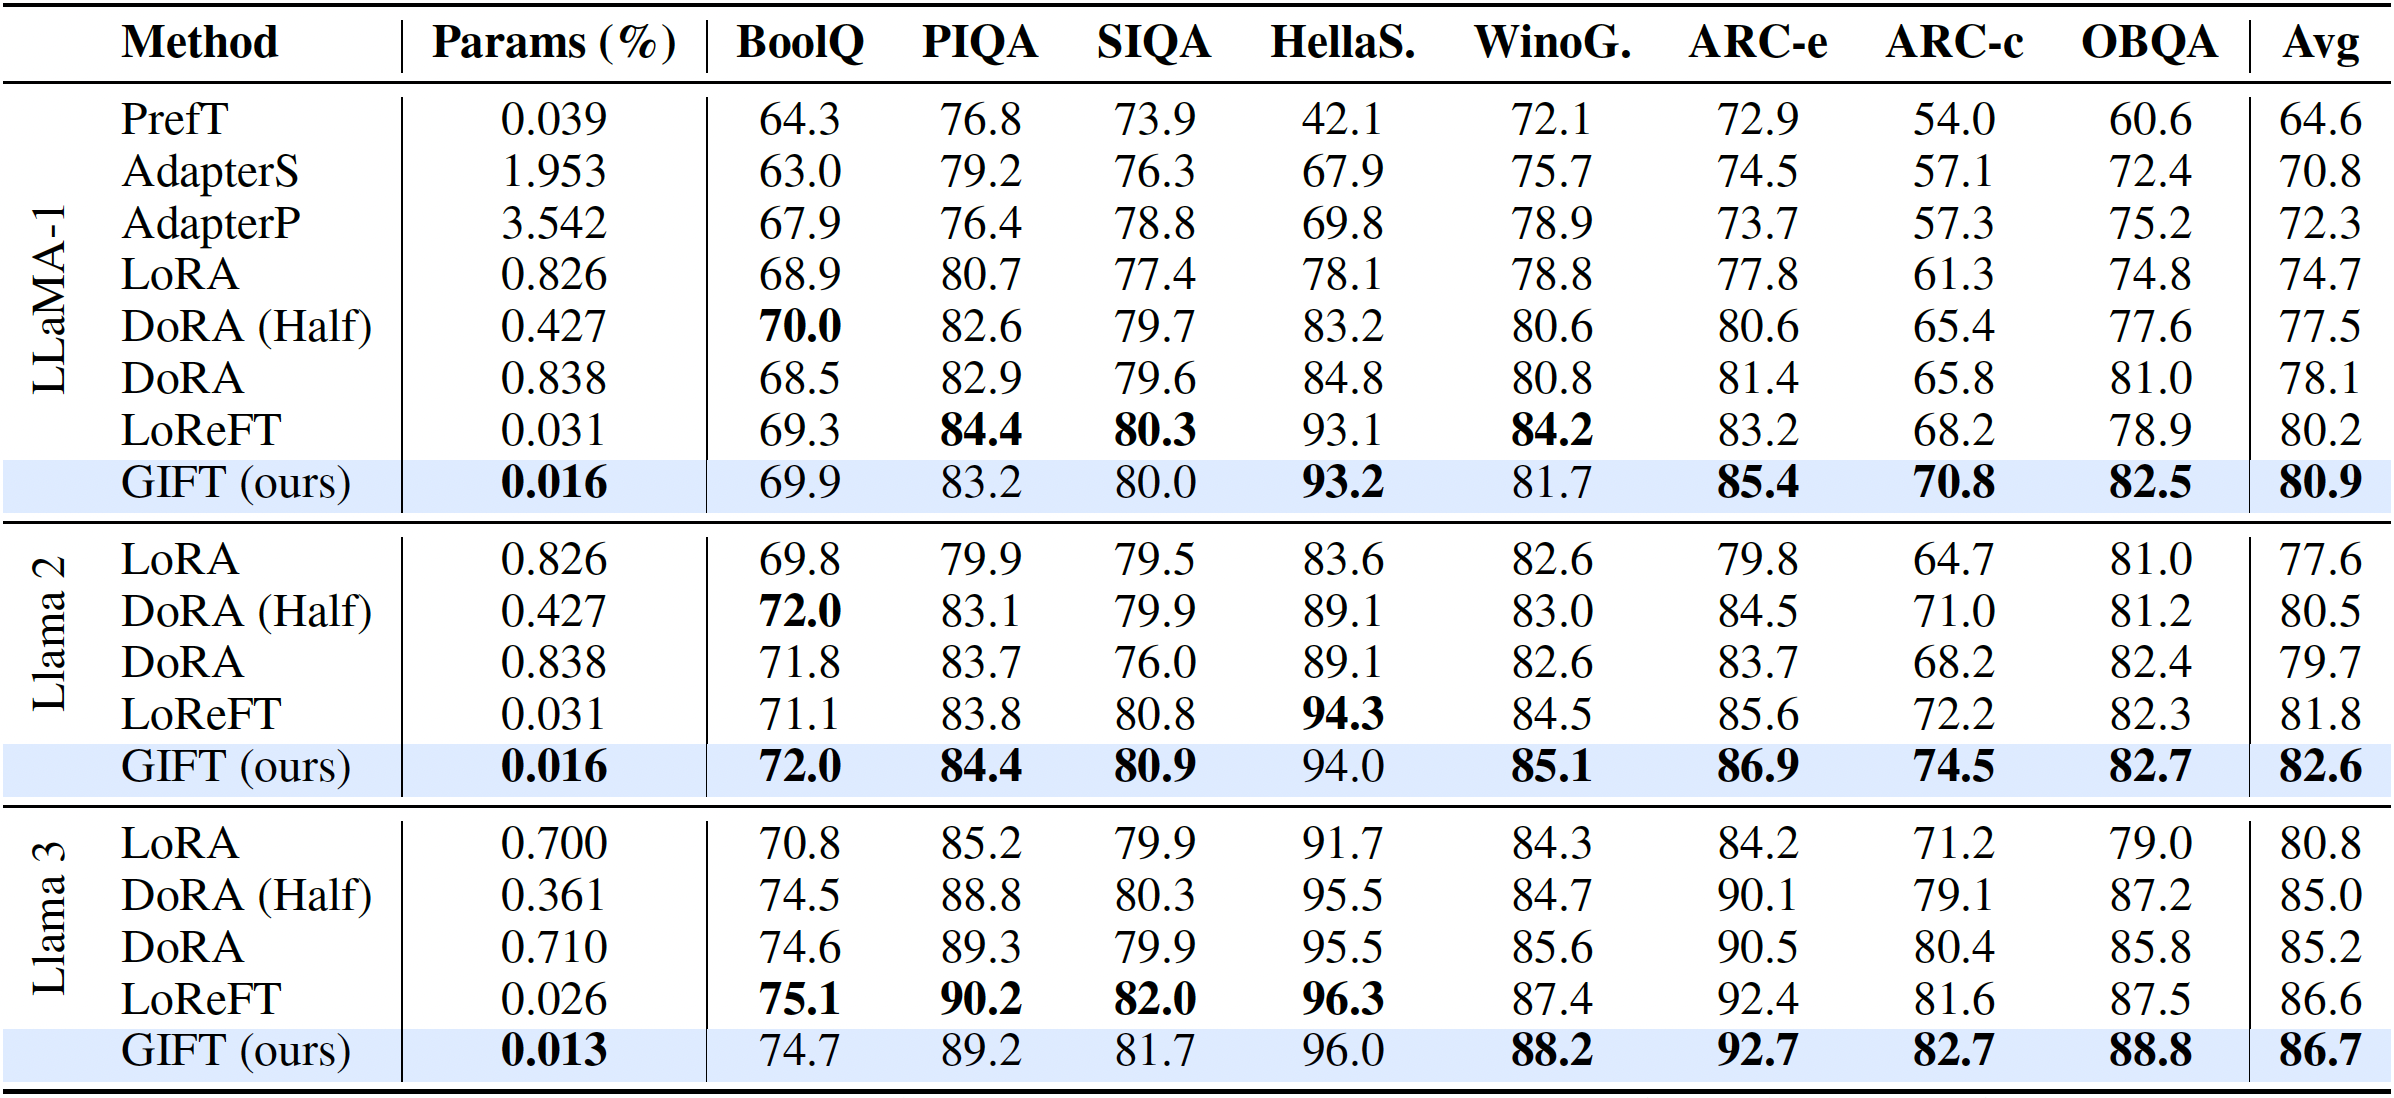 Method Params (%) BoolQ PIQA SIQA HellaS. WinoG. ARC-e ARC-c OBQA Avg
LLaMA-1
PrefT 0.039 64.3 76.8 73.9 42.1 72.1 72.9 54.0 60.6 64.6
AdapterS 1.953 63.0 79.2 76.3 67.9 75.7 74.5 57.1 72.4 70.8
AdapterP 3.542 67.9 76.4 78.8 69.8 78.9 73.7 57.3 75.2 72.3
LoRA 0.826 68.9 80.7 77.4 78.1 78.8 77.8 61.3 74.8 74.7
DoRA (Half) 0.427 70.0 82.6 79.7 83.2 80.6 80.6 65.4 77.6 77.5
DoRA 0.838 68.5 82.9 79.6 84.8 80.8 81.4 65.8 81.0 78.1
LoReFT 0.031 69.3 84.4 80.3 93.1 84.2 83.2 68.2 78.9 80.2
GIFT (ours) 0.016 69.9 83.2 80.0 93.2 81.7 85.4 70.8 82.5 80.9
Llama 2
LoRA 0.826 69.8 79.9 79.5 83.6 82.6 79.8 64.7 81.0 77.6
DoRA (Half) 0.427 72.0 83.1 79.9 89.1 83.0 84.5 71.0 81.2 80.5
DoRA 0.838 71.8 83.7 76.0 89.1 82.6 83.7 68.2 82.4 79.7
LoReFT 0.031 71.1 83.8 80.8 94.3 84.5 85.6 72.2 82.3 81.8
GIFT (ours) 0.016 72.0 84.4 80.9 94.0 85.1 86.9 74.5 82.7 82.6
Llama 3
LoRA 0.700 70.8 85.2 79.9 91.7 84.3 84.2 71.2 79.0 80.8
DoRA (Half) 0.361 74.5 88.8 80.3 95.5 84.7 90.1 79.1 87.2 85.0
DoRA 0.710 74.6 89.3 79.9 95.5 85.6 90.5 80.4 85.8 85.2
LoReFT 0.026 75.1 90.2 82.0 96.3 87.4 92.4 81.6 87.5 86.6
GIFT (ours) 0.013 74.7 89.2 81.7 96.0 88.2 92.7 82.7 88.8 86.7